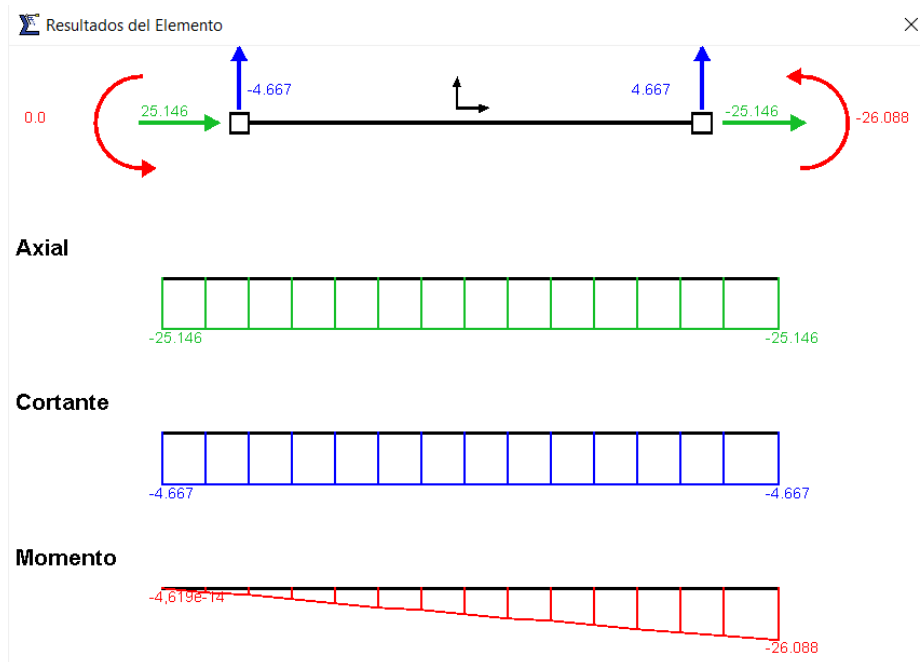 Resultados del Elemento
-4.667 4.667
0.0 25.146 -25.146 -26.088
Axial
-25.146 -25.146
Cortante
-4.667 -4.667
Momento
-4,619e-14
-26.088